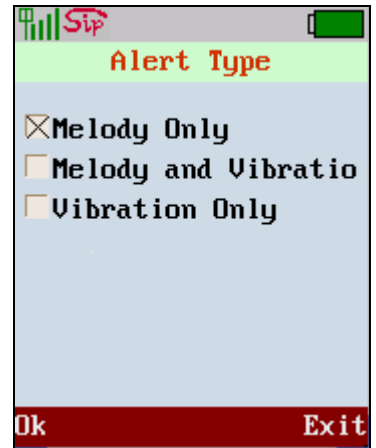 Sip
Alert Type
Melody Only
Melody and Vibratio
Vibration Only
Ok Exit